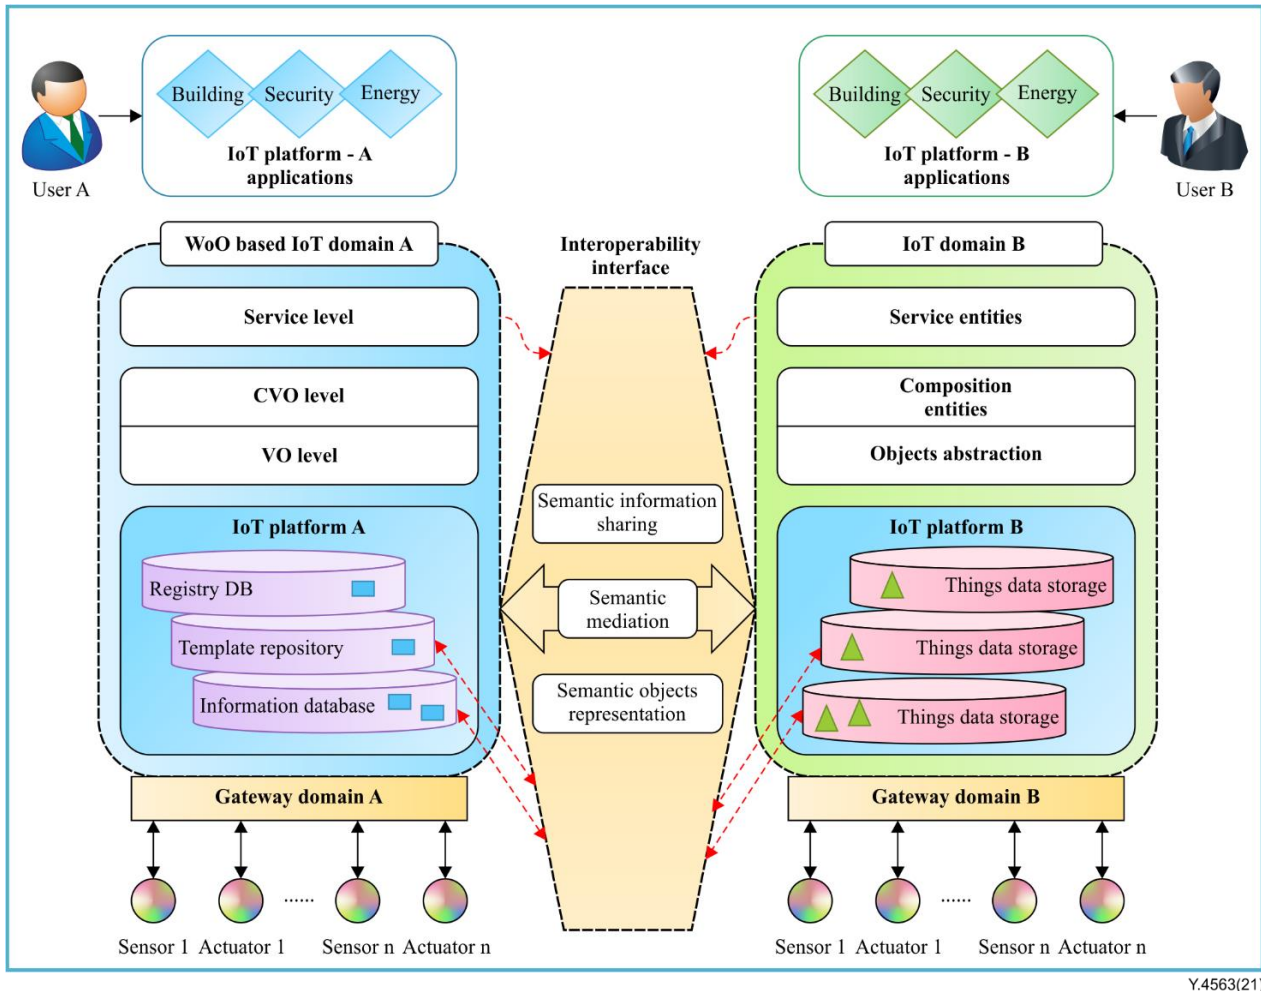 Building Security Energy
IoT platform - A
applications
User A
Building Security Energy
IoT platform - B
applications
User B
WoO based IoT domain A
Service level
CVO level
VO level
IoT platform A
Registry DB
Template repository
Information database
Gateway domain A
Sensor 1 Actuator 1 ...... Sensor n Actuator n
Interoperability
interface
Semantic information
sharing
Semantic
mediation
Semantic objects
representation
IoT domain B
Service entities
Composition
entities
Objects abstraction
IoT platform B
Things data storage
Things data storage
Things data storage
Gateway domain B
Sensor 1 Actuator 1 ...... Sensor n Actuator n
Y.4563(21)